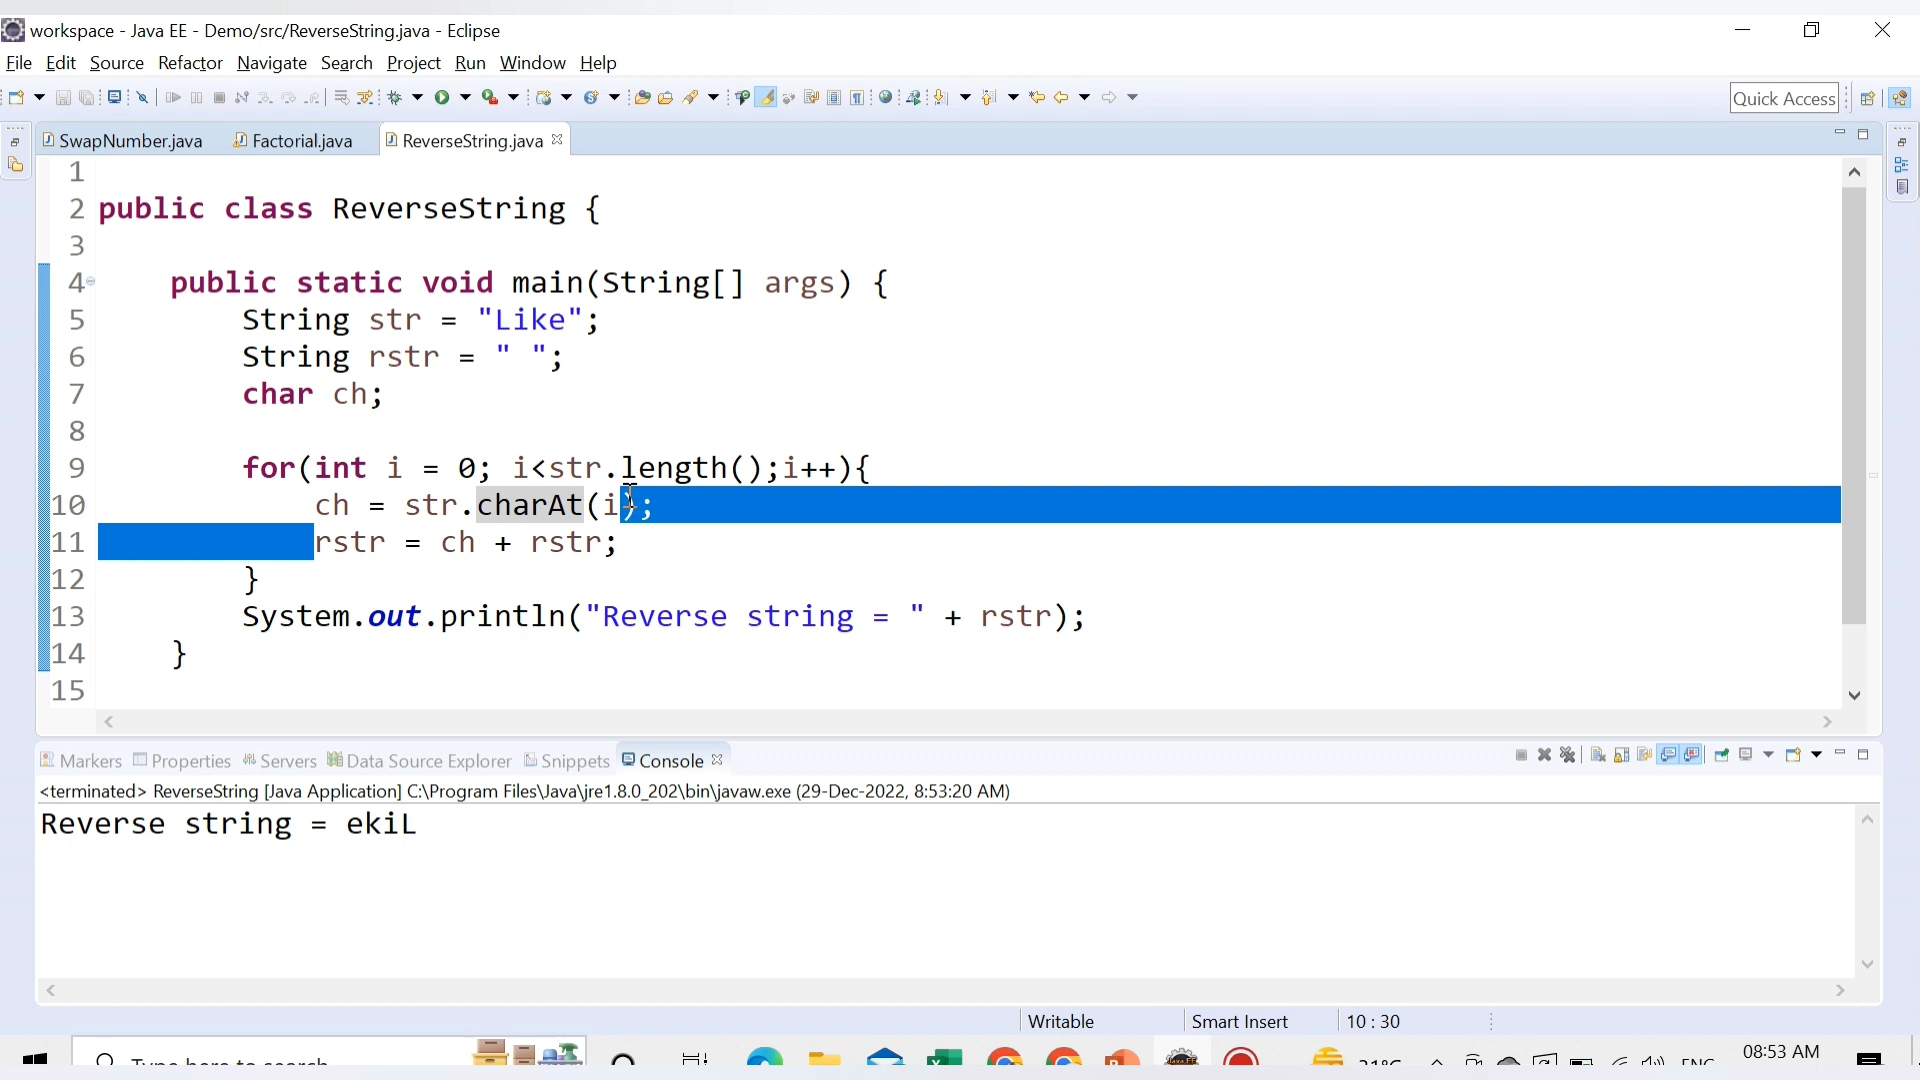 workspace - Java EE - Demo/src/ReverseString.java - Eclipse
File Edit Source Refactor Navigate Search Project Run Window Help
Quick Access
SwapNumber.java Factorial.java ReverseString.java
1
2 public class ReverseString {
3
4 public static void main(String[] args) {
5 String str = "Like";
6 String rstr = " ";
7 char ch;
8
9 for(int i = 0; i<str.length();i++){
10 ch = str.charAt(i);
11 rstr = ch + rstr;
12 }
13 System.out.println("Reverse string = " + rstr);
14 }
15
Markers Properties Servers Data Source Explorer Snippets Console
<terminated> ReverseString [Java Application] C:\Program Files\Java\jre1.8.0_202\bin\javaw.exe (29-Dec-2022, 8:53:20 AM)
Reverse string = ekiL
Writable Smart Insert 10 : 30
Type here to search ENG 08:53 AM